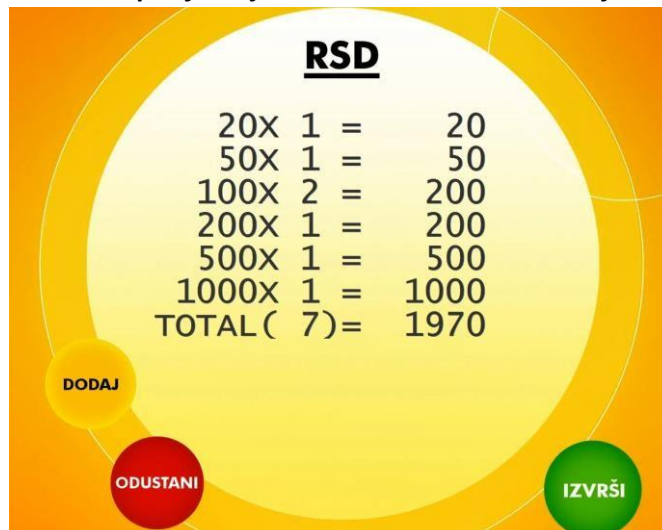 RSD
20X 1 = 20
50X 1 = 50
100X 2 = 200
200X 1 = 200
500X 1 = 500
1000X 1 = 1000
TOTAL( 7)= 1970
DODAJ
ODUSTANI
IZVRŠI